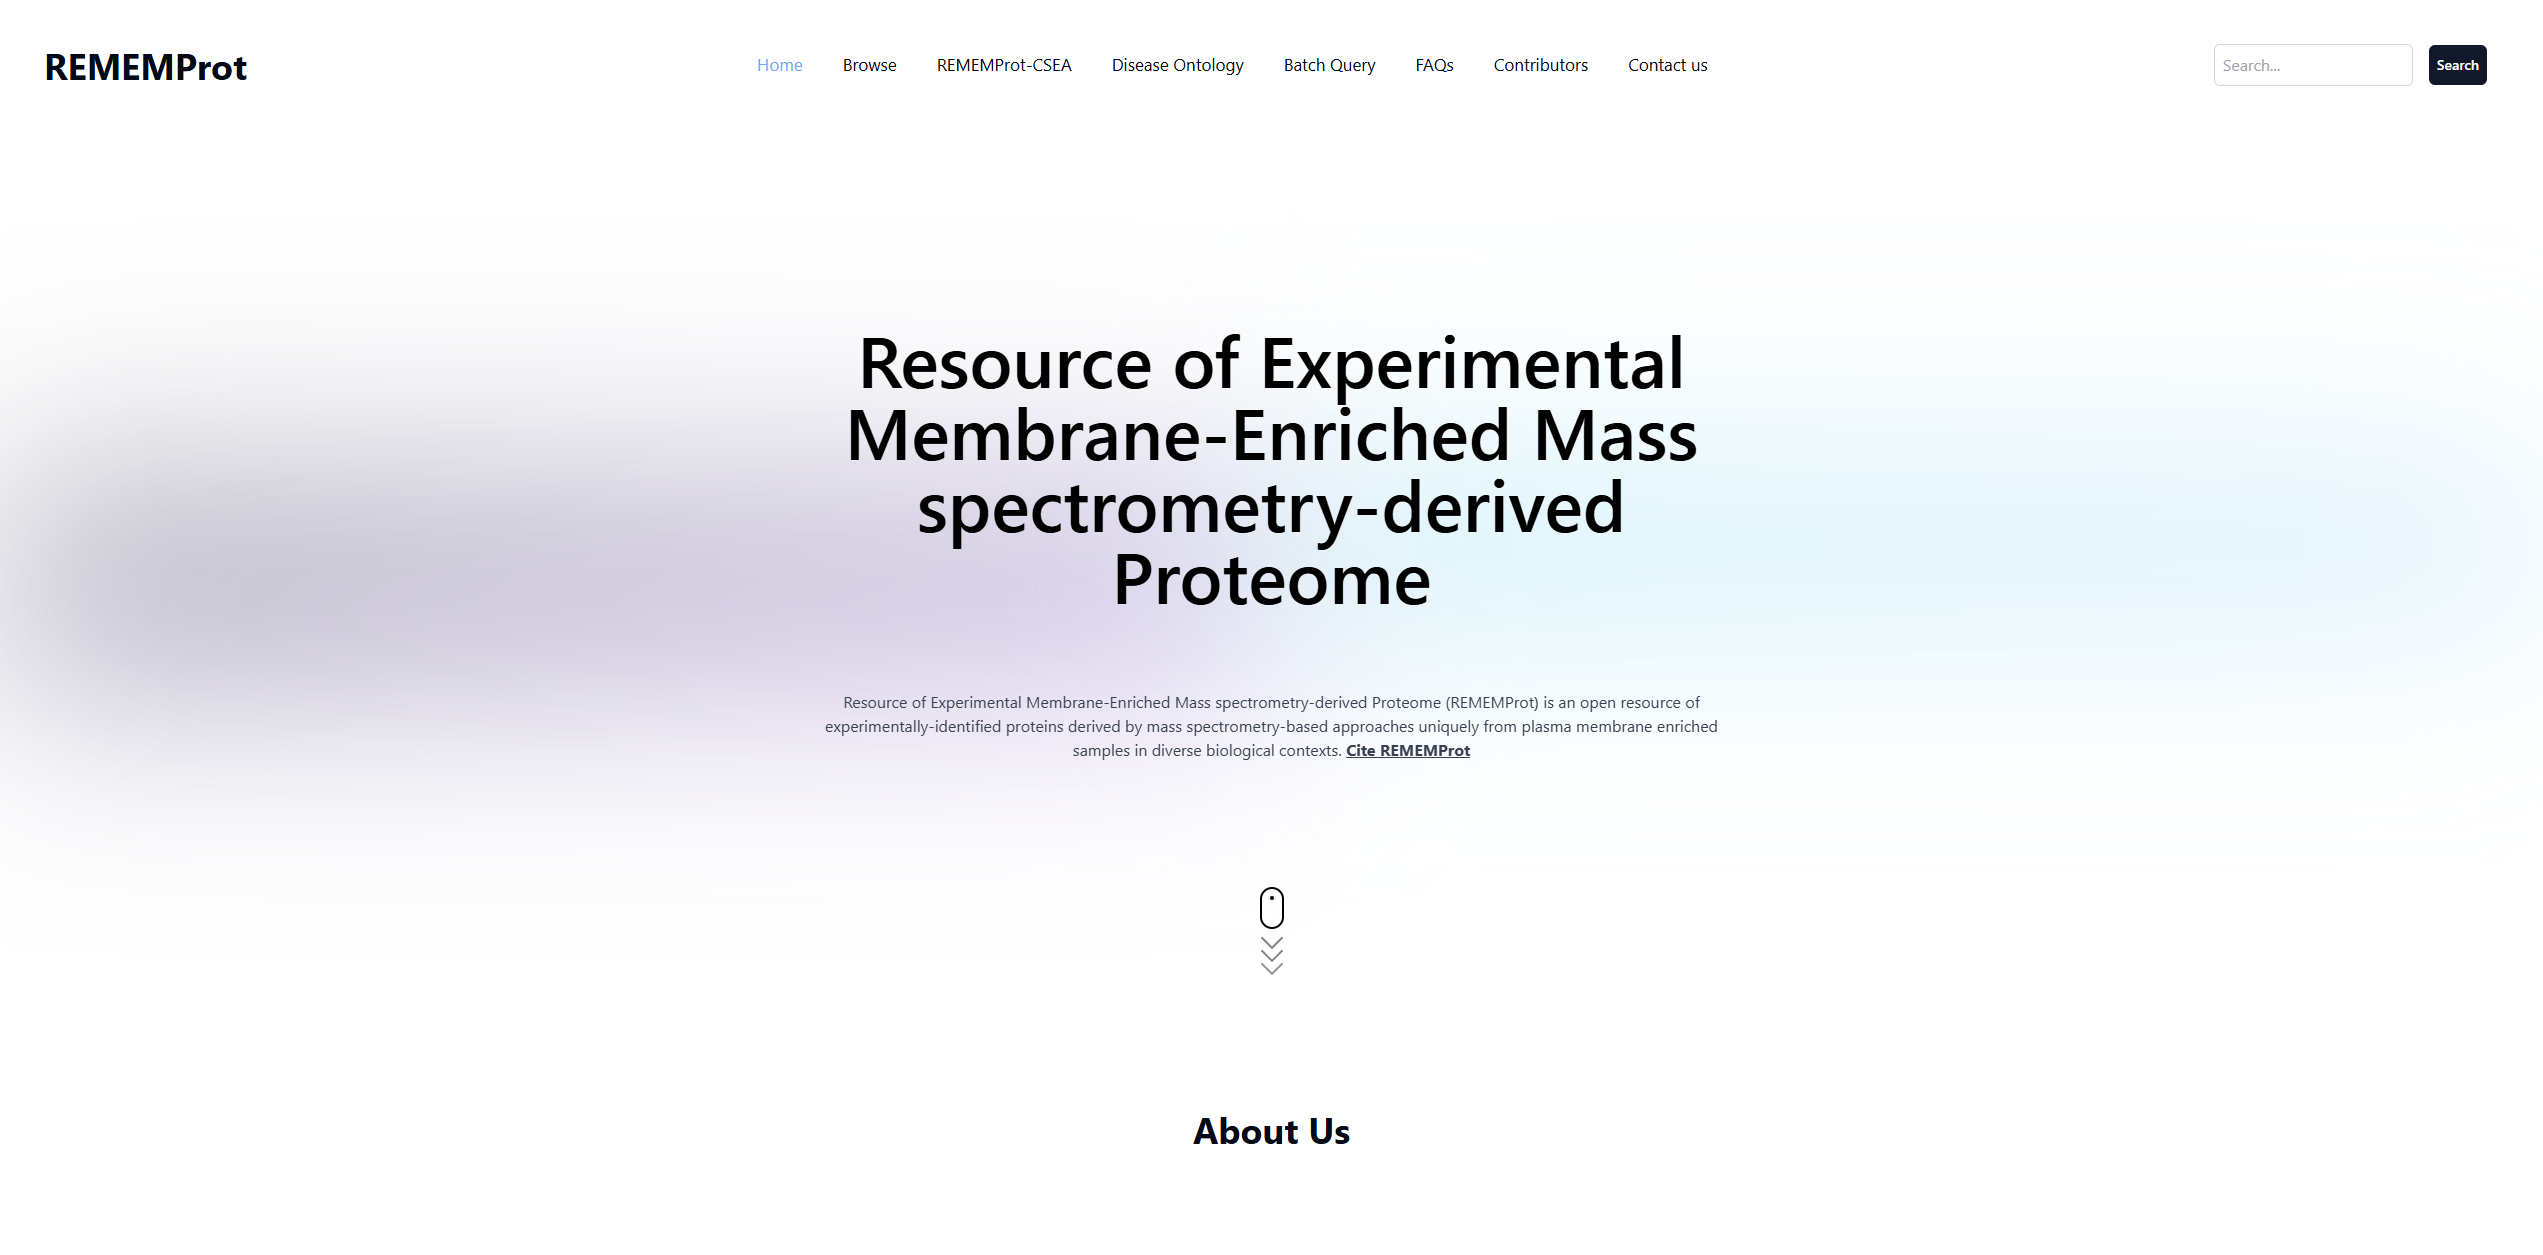 REMEMProt
Home Browse REMEMProt-CSEA Disease Ontology Batch Query FAQs Contributors Contact us
Search... Search
Resource of Experimental
Membrane-Enriched Mass
spectrometry-derived
Proteome
Resource of Experimental Membrane-Enriched Mass spectrometry-derived Proteome (REMEMProt) is an open resource of
experimentally-identified proteins derived by mass spectrometry-based approaches uniquely from plasma membrane enriched
samples in diverse biological contexts. Cite REMEMProt
About Us